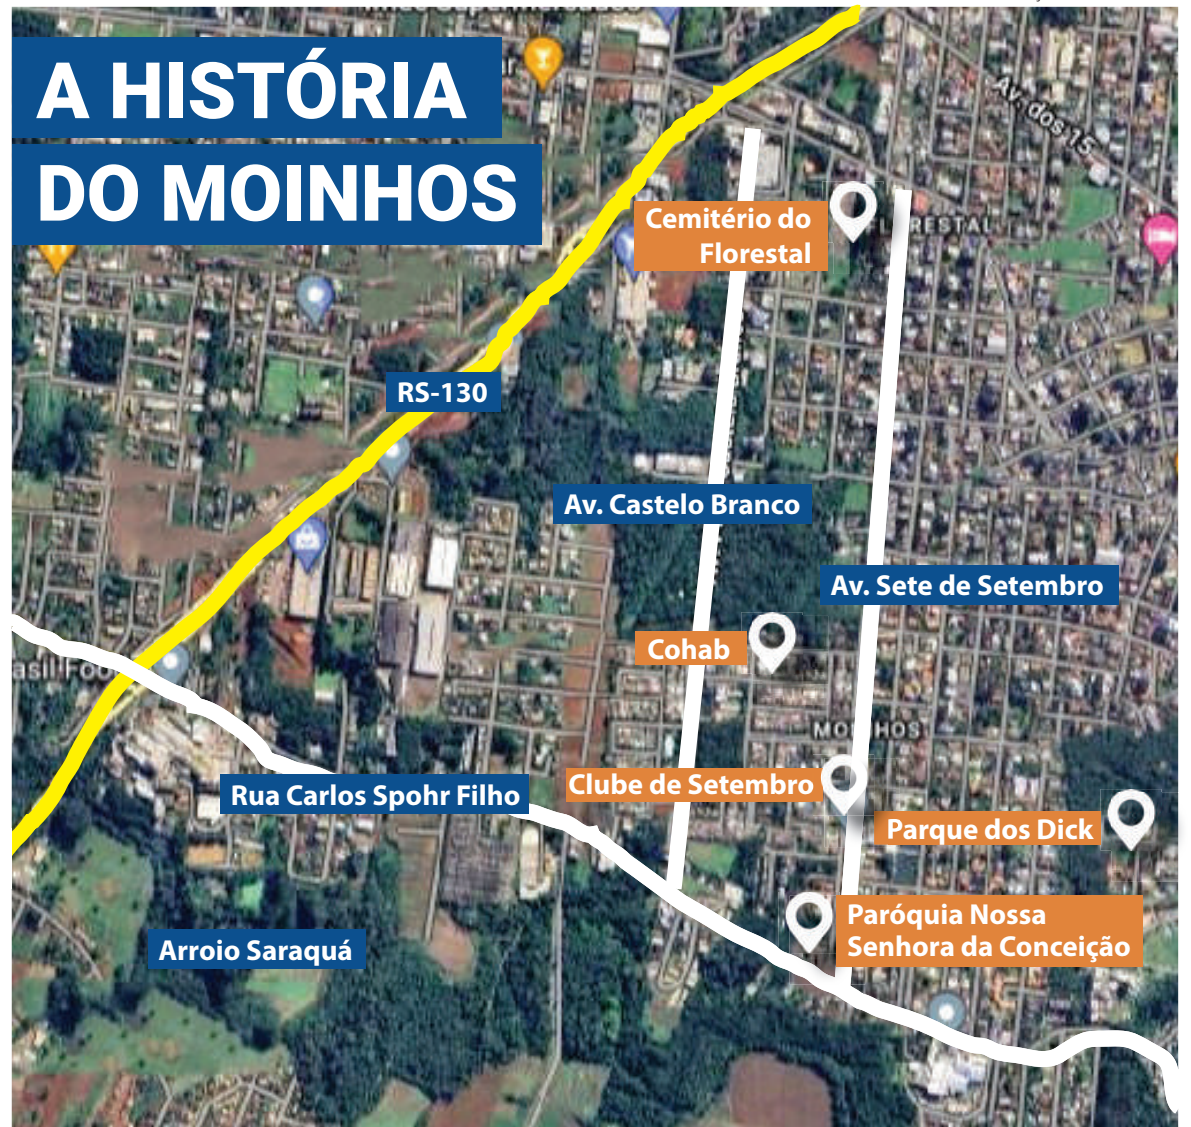 A HISTÓRIA
DO MOINHOS
Av. dos 15
Cemitério do
Florestal
RS-130
Av. Castelo Branco
Av. Sete de Setembro
Cohab
MOINHOS
Rua Carlos Spohr Filho
Clube de Setembro
Parque dos Dick
Paróquia Nossa
Senhora da Conceição
Arroio Saraquá